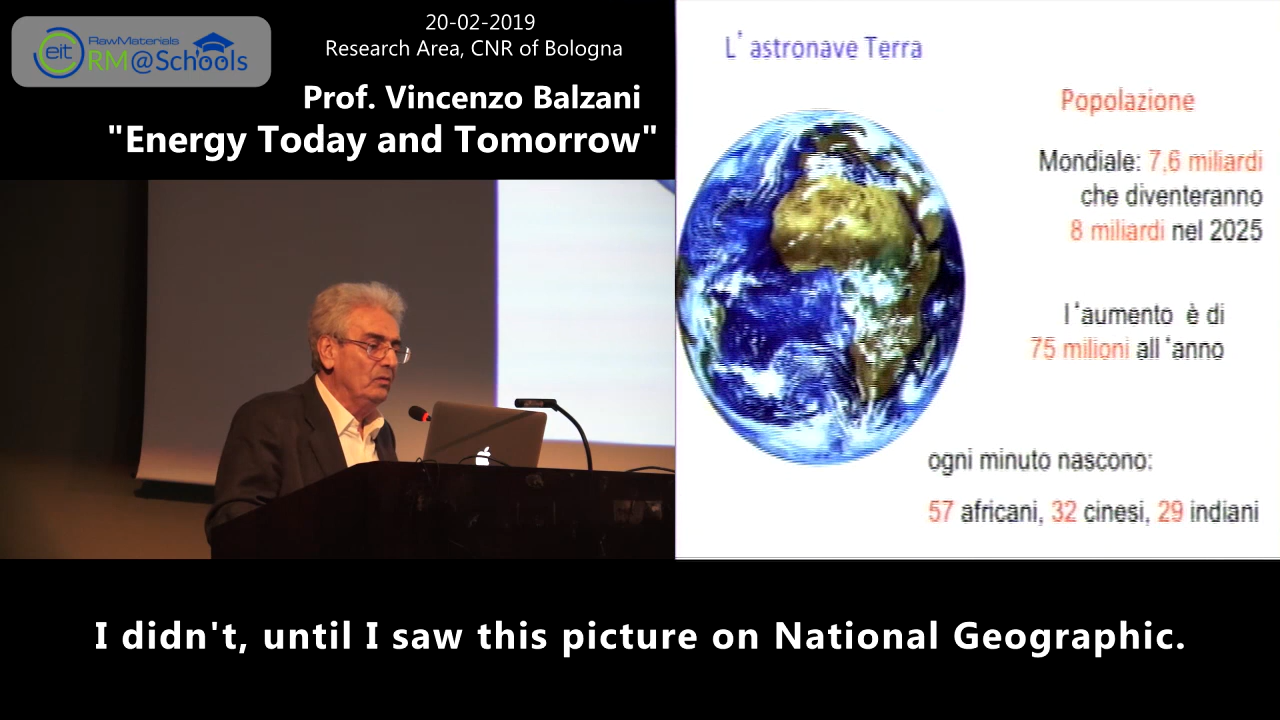 eit RawMaterials
RM@Schools
20-02-2019
Research Area, CNR of Bologna
Prof. Vincenzo Balzani
"Energy Today and Tomorrow"
L' astronave Terra
Popolazione
Mondiale: 7,6 miliardi
che diventeranno
8 miliardi nel 2025
l'aumento è di
75 milioni all'anno
ogni minuto nascono:
57 africani, 32 cinesi, 29 indiani
I didn't, until I saw this picture on National Geographic.